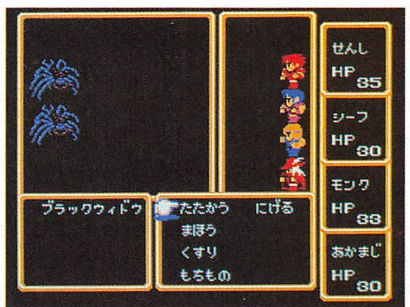 せんし
HP
35
シーフ
HP
30
モンク
HP
33
あかまじ
HP
30
ブラックウィドウ
たたかう にげる
まほう
くすり
もちもの